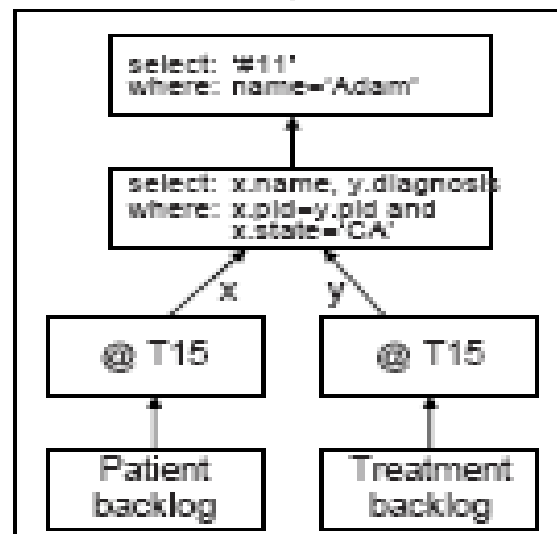 select: '#11'
where: name='Adam'
select: x.name, y.diagnosis
where: x.pid=y.pid and
x.state='CA'
x y
@ T15 @ T15
Patient Treatment
backlog backlog